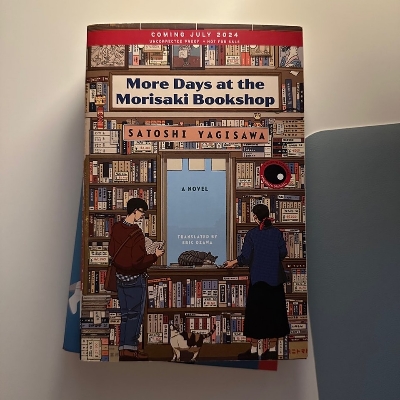 COMING JULY 2024
UNCORRECTED PROOF • NOT FOR SALE
More Days at the
Morisaki Bookshop
SATOSHI YAGISAWA
A NOVEL
TRANSLATED BY
ERIC OZAWA